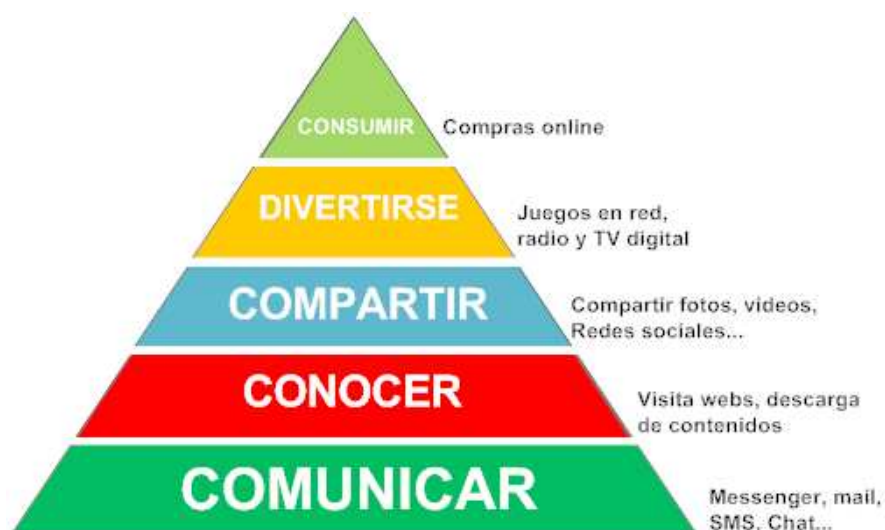 CONSUMIR
Compras online
DIVERTIRSE
Juegos en red,
radio y TV digital
COMPARTIR
Compartir fotos, videos,
Redes sociales...
CONOCER
Visita webs, descarga
de contenidos
COMUNICAR
Messenger, mail,
SMS. Chat...